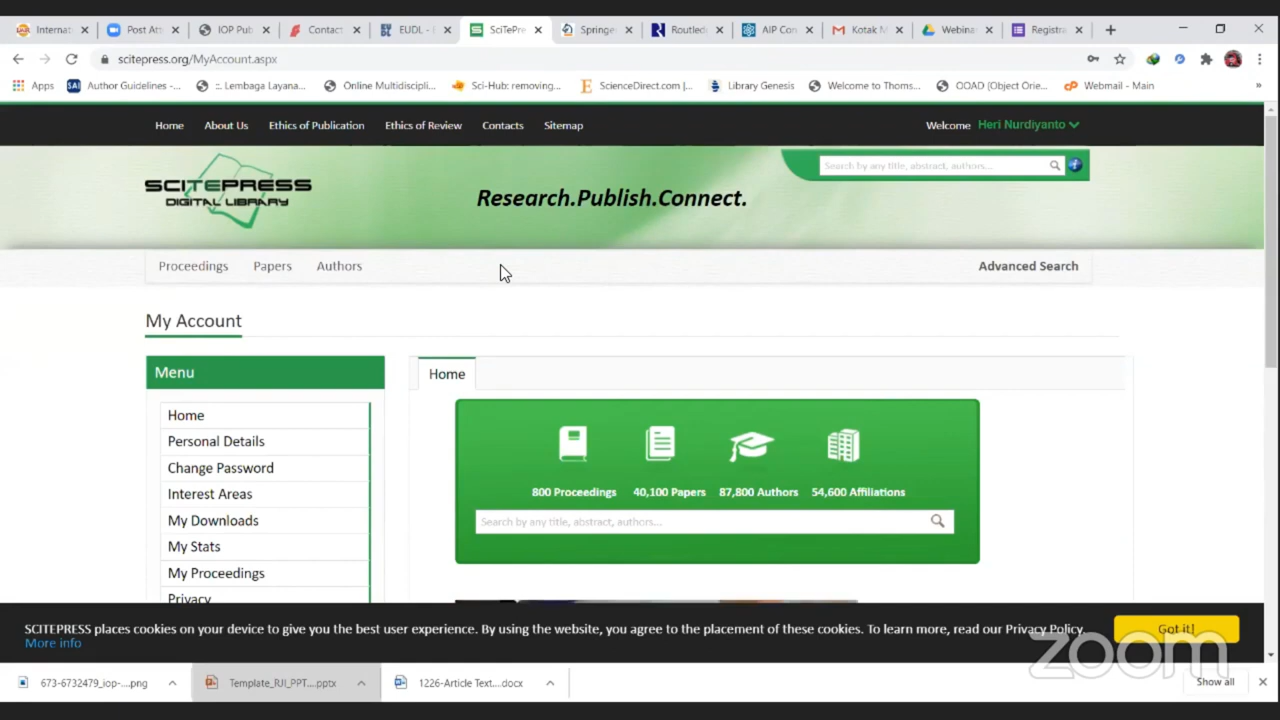 Internat
Post Att
IOP Pub
Contact
EUDL -
SciTePre
Springe
Routled
AIP Con
Kotak M
Webina
Registra
scitepress.org/MyAccount.aspx
Apps
Author Guidelines -...
:: Lembaga Layana...
Online Multidiscipli...
Sci-Hub: removing...
ScienceDirect.com |...
Library Genesis
Welcome to Thoms...
OOAD (Object Orie...
Webmail - Main
»
Home
About Us
Ethics of Publication
Ethics of Review
Contacts
Sitemap
Welcome Heri Nurdiyanto
SCITEPRESS
DIGITAL LIBRARY
Research.Publish.Connect.
Search by any title, abstract, authors...
Proceedings
Papers
Authors
Advanced Search
My Account
Menu
Home
Personal Details
Change Password
Interest Areas
My Downloads
My Stats
My Proceedings
Privacy
Home
800 Proceedings
40,100 Papers
87,800 Authors
54,600 Affiliations
Search by any title, abstract, authors...
SCITEPRESS places cookies on your device to give you the best user experience. By using the website, you agree to the placement of these cookies. To learn more, read our Privacy Policy.
More info
Got it!
zoom
673-6732479_iop-....png
Template_RJI_PPT....pptx
1226-Article Text....docx
Show all